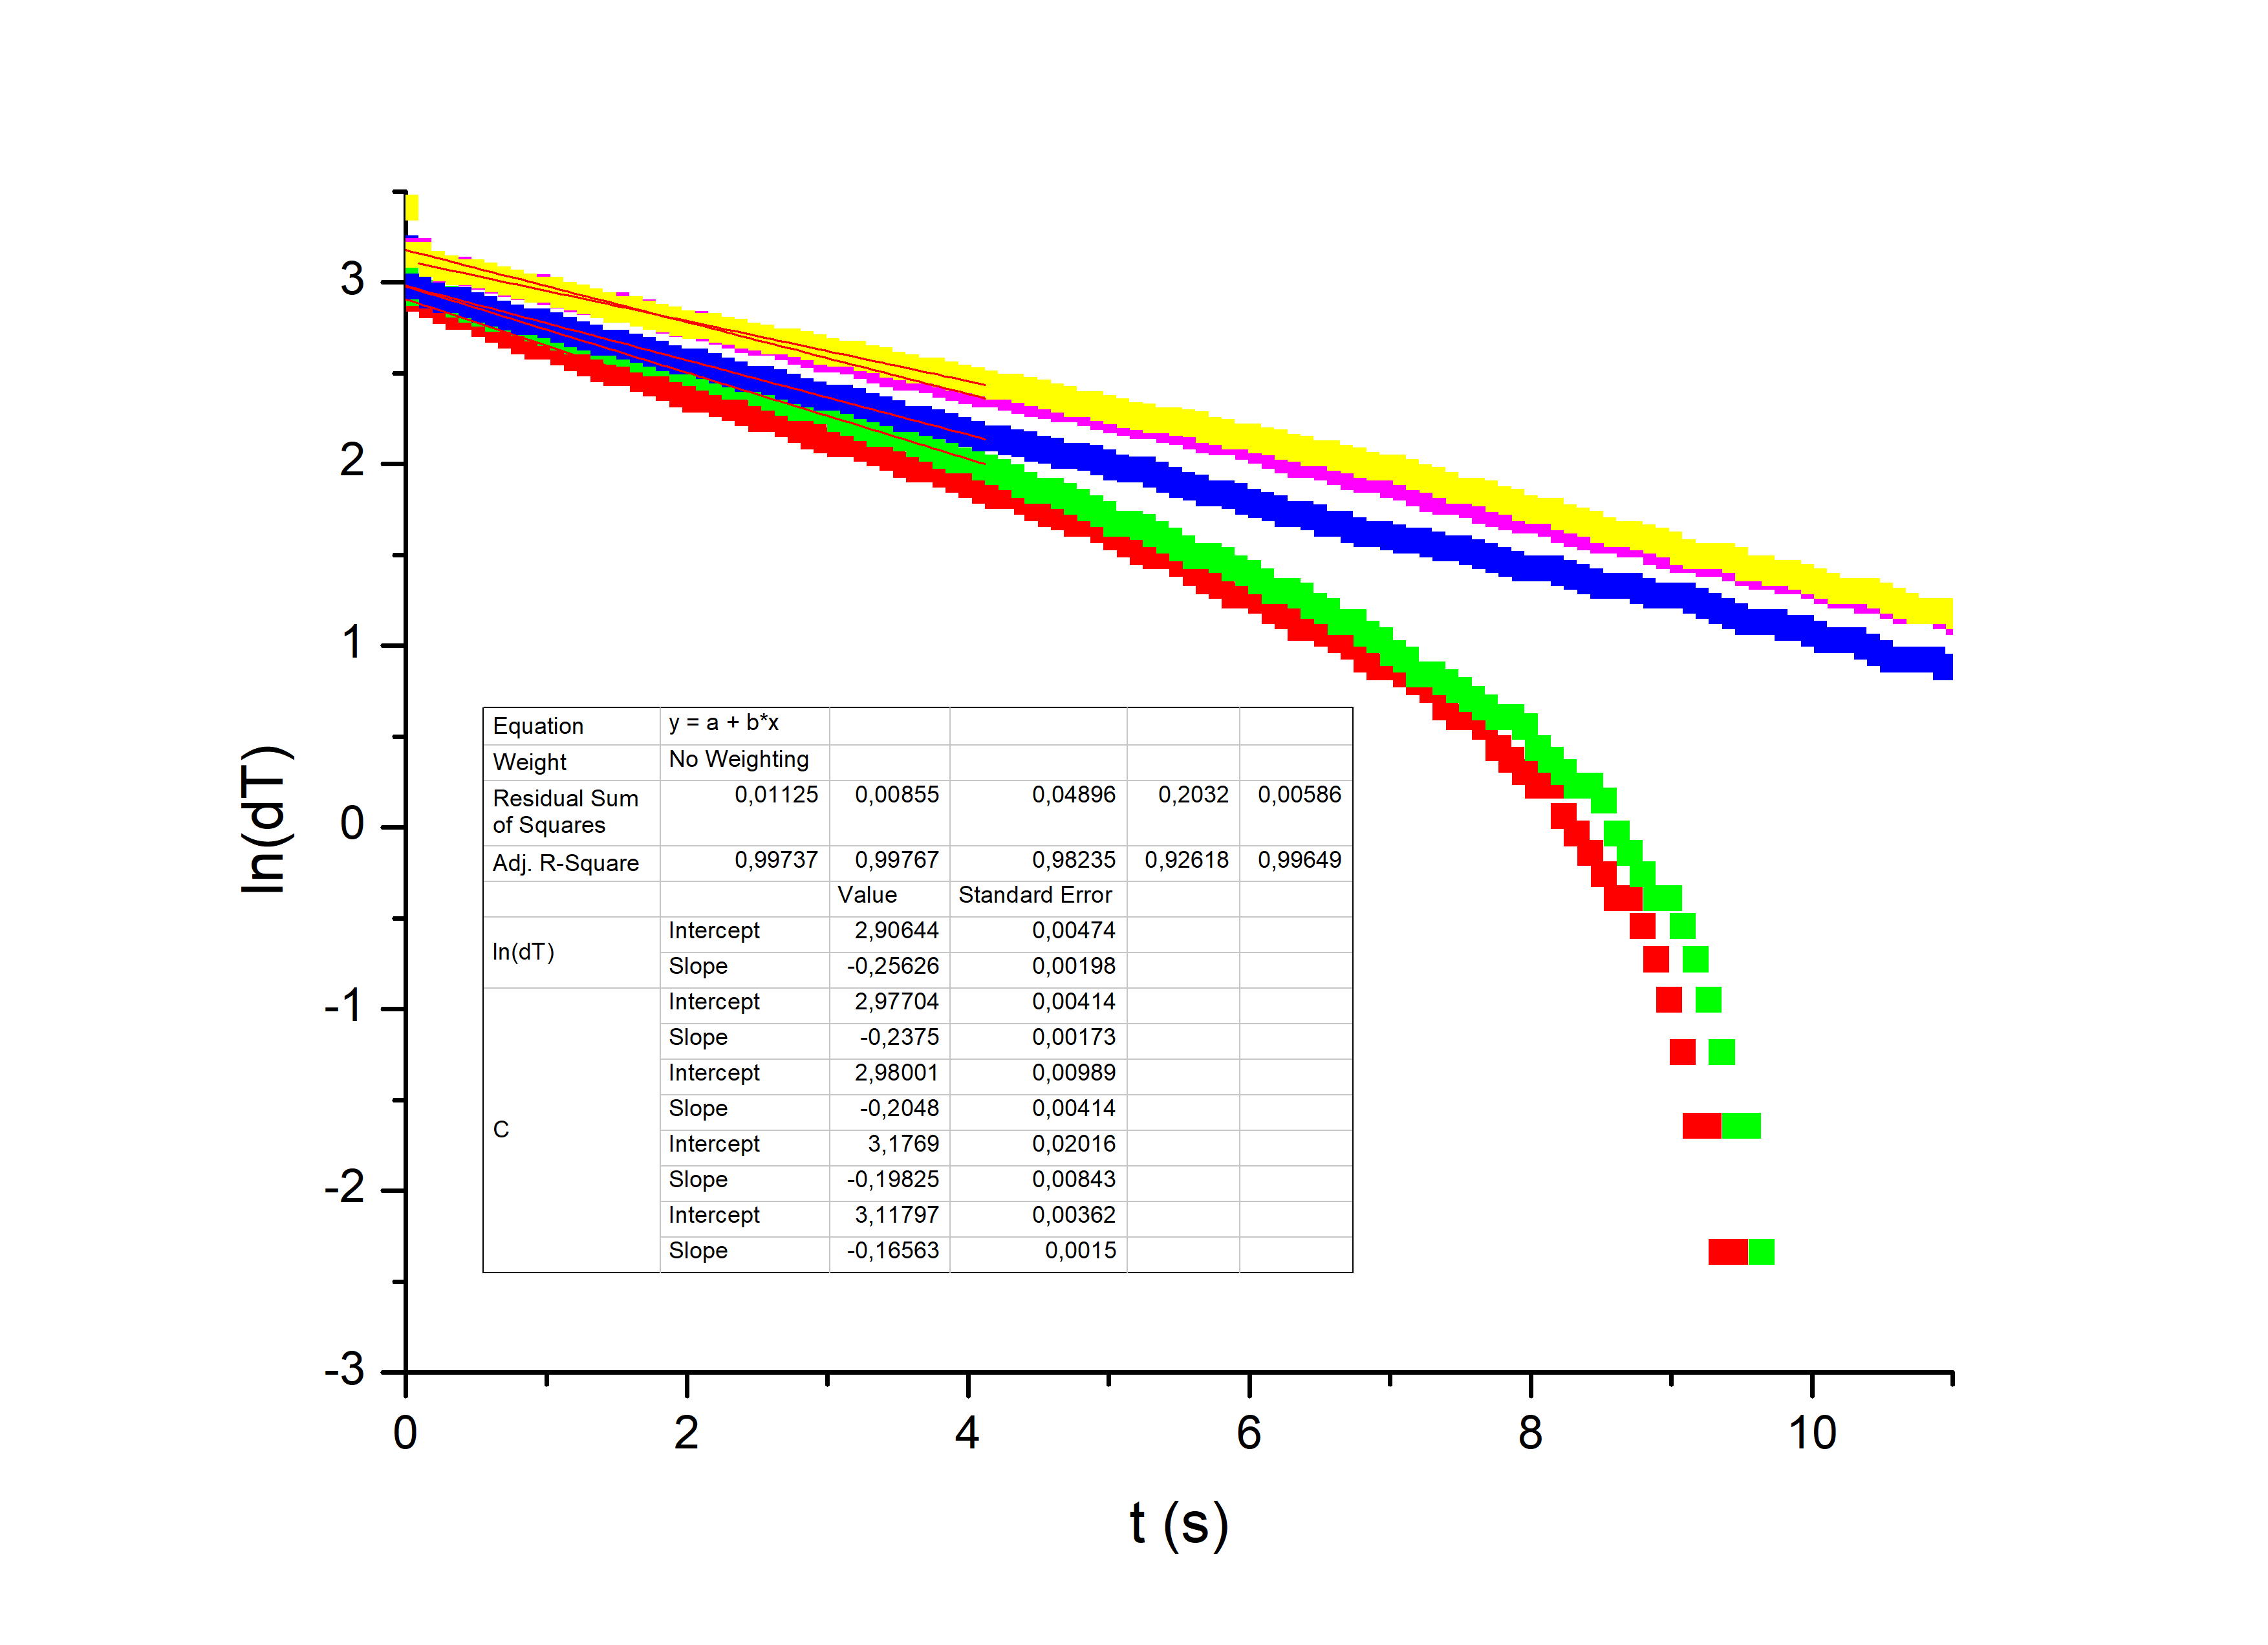 3
2
1
0
-1
-2
-3
ln(dT)
Equation y = a + b*x
Weight No Weighting
Residual Sum of Squares 0,01125 0,00855 0,04896 0,2032 0,00586
Adj. R-Square 0,99737 0,99767 0,98235 0,92618 0,99649
Value Standard Error
ln(dT) Intercept 2,90644 0,00474
Slope -0,25626 0,00198
C Intercept 2,97704 0,00414
Slope -0,2375 0,00173
Intercept 2,98001 0,00989
Slope -0,2048 0,00414
Intercept 3,1769 0,02016
Slope -0,19825 0,00843
Intercept 3,11797 0,00362
Slope -0,16563 0,0015
0 2 4 6 8 10
t (s)